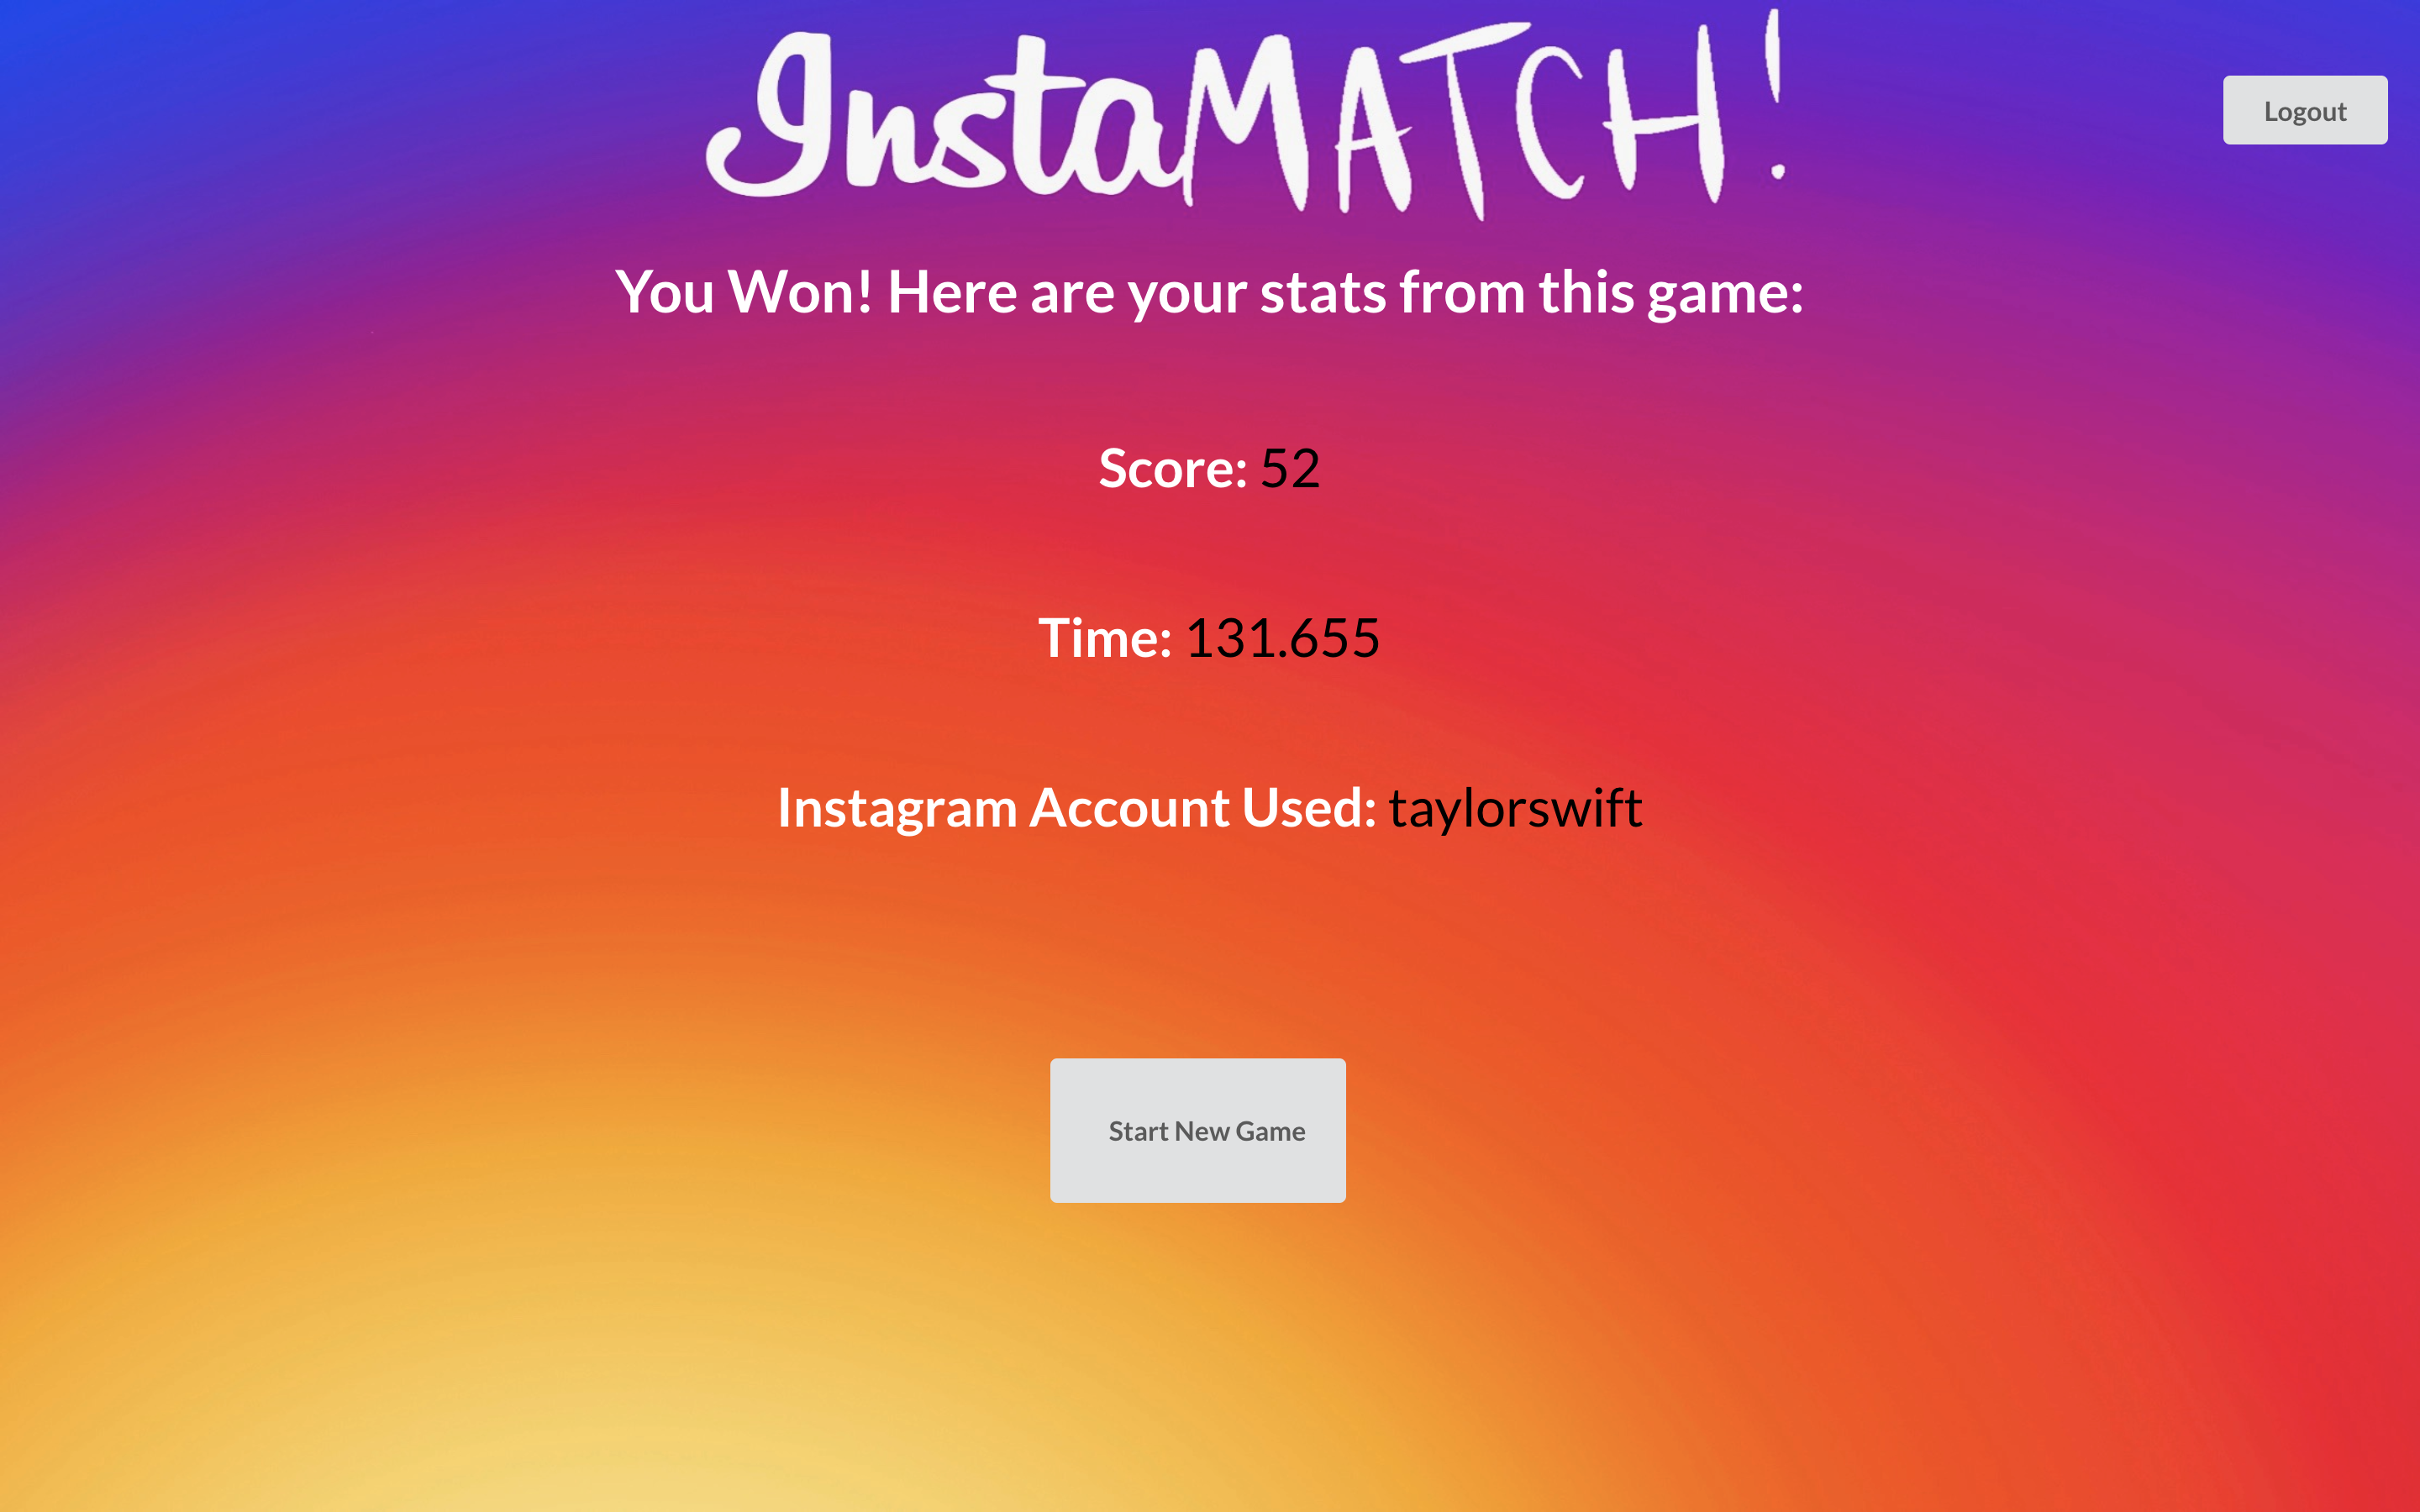 InstaMATCH!
Logout
You Won! Here are your stats from this game:
Score: 52
Time: 131.655
Instagram Account Used: taylorswift
Start New Game